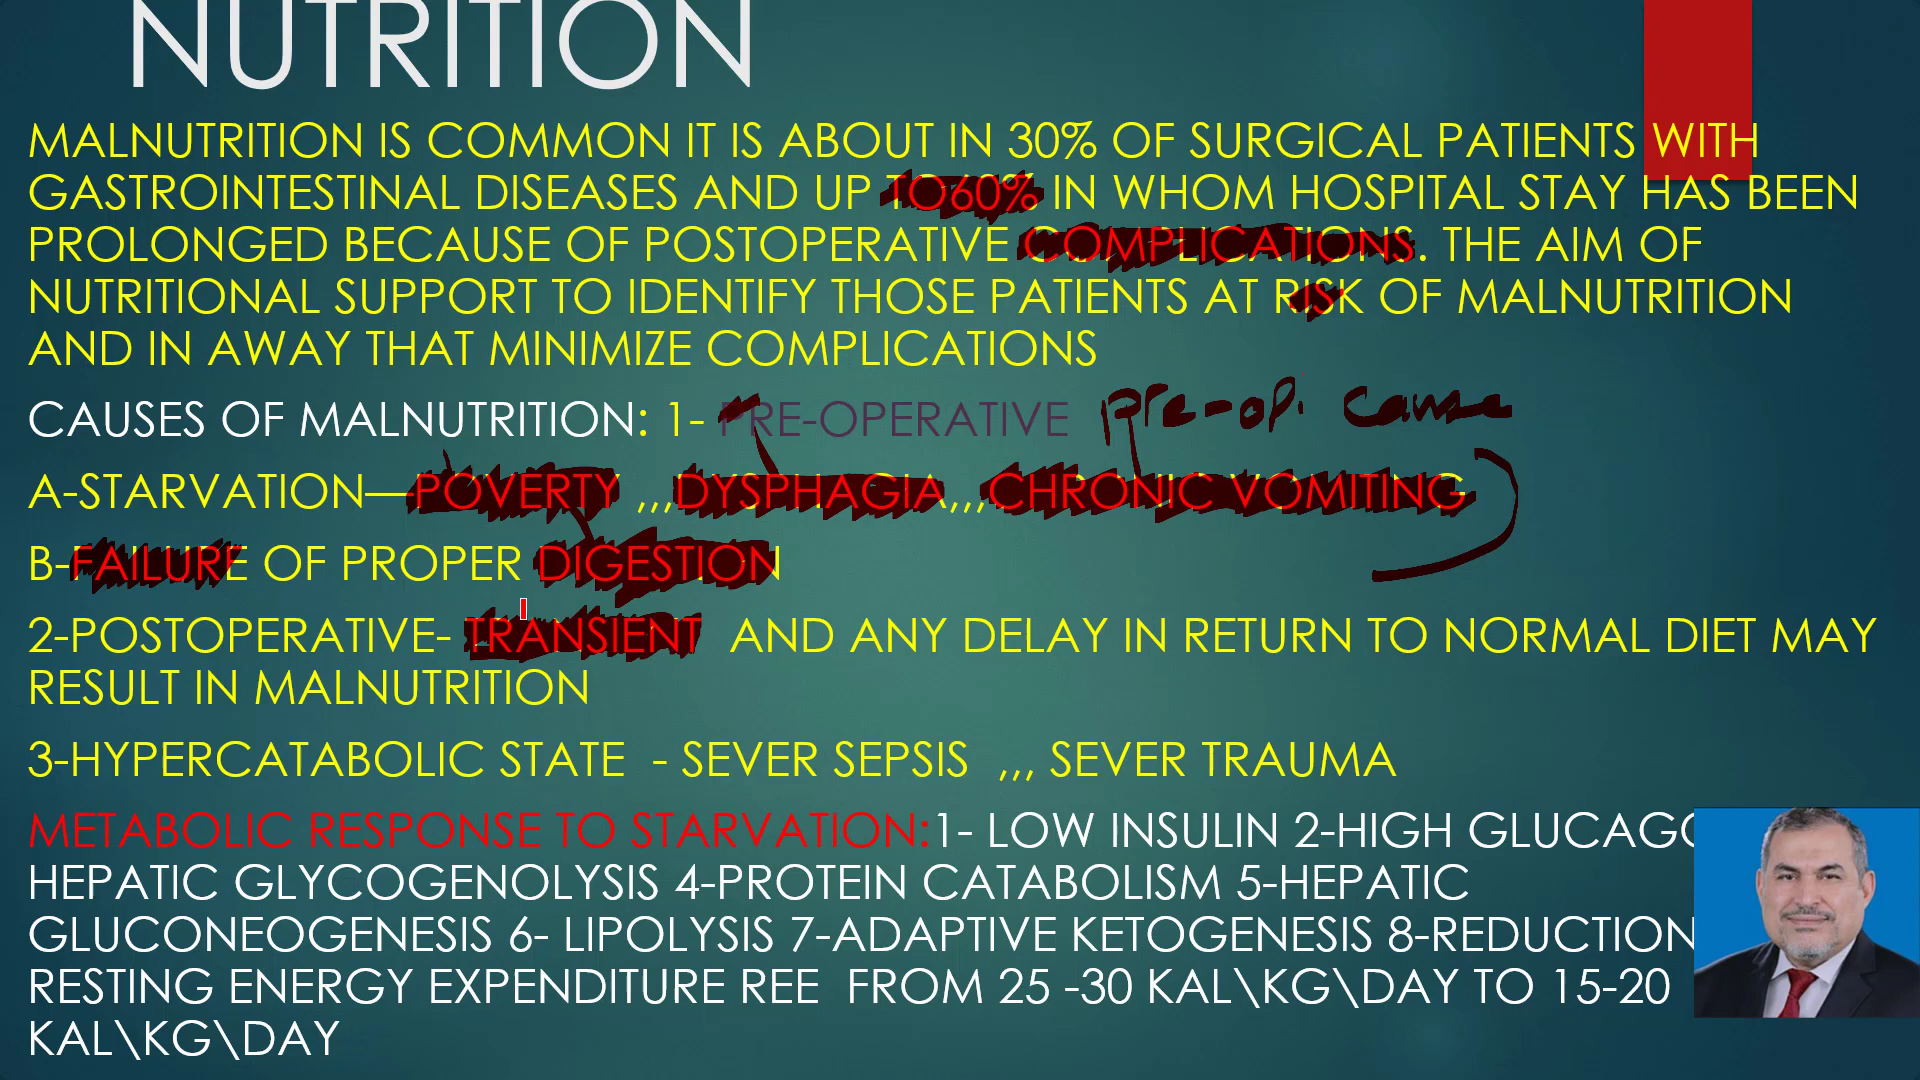 NUTRITION
MALNUTRITION IS COMMON IT IS ABOUT IN 30% OF SURGICAL PATIENTS WITH
GASTROINTESTINAL DISEASES AND UP TO60% IN WHOM HOSPITAL STAY HAS BEEN
PROLONGED BECAUSE OF POSTOPERATIVE COMPLICATIONS. THE AIM OF
NUTRITIONAL SUPPORT TO IDENTIFY THOSE PATIENTS AT RISK OF MALNUTRITION
AND IN AWAY THAT MINIMIZE COMPLICATIONS
CAUSES OF MALNUTRITION: 1- PRE-OPERATIVE pre-op. cause
A-STARVATION—POVERTY ,,,DYSPHAGIA,,,CHRONIC VOMITING
B-FAILURE OF PROPER DIGESTION
2-POSTOPERATIVE- TRANSIENT AND ANY DELAY IN RETURN TO NORMAL DIET MAY
RESULT IN MALNUTRITION
3-HYPERCATABOLIC STATE - SEVER SEPSIS ,,, SEVER TRAUMA
METABOLIC RESPONSE TO STARVATION:1- LOW INSULIN 2-HIGH GLUCAGO
HEPATIC GLYCOGENOLYSIS 4-PROTEIN CATABOLISM 5-HEPATIC
GLUCONEOGENESIS 6- LIPOLYSIS 7-ADAPTIVE KETOGENESIS 8-REDUCTION
RESTING ENERGY EXPENDITURE REE FROM 25 -30 KAL\KG\DAY TO 15-20
KAL\KG\DAY